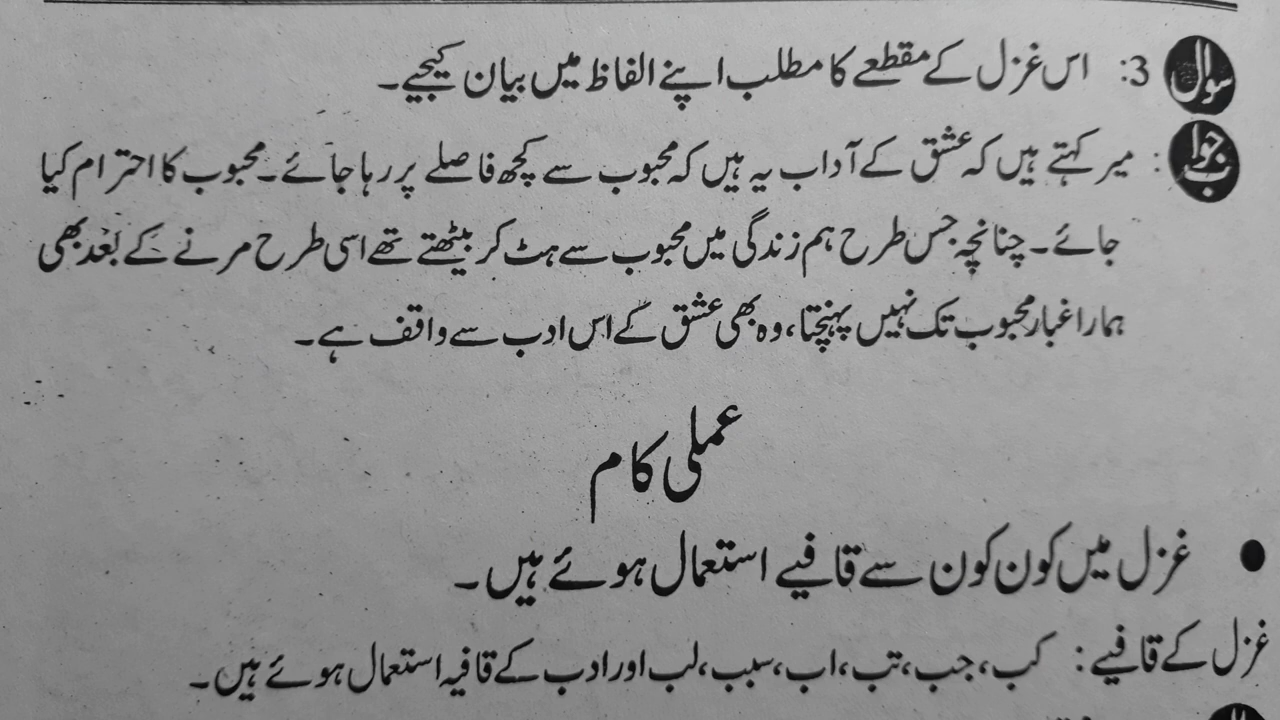 سوال 3: اس غزل کے مقطعے کا مطلب اپنے الفاظ میں بیان کیجیے۔
جواب: میر کہتے ہیں کہ عشق کے آداب یہ ہیں کہ محبوب سے کچھ فاصلے پر رہا جائے۔ محبوب کا احترام کیا
جائے۔ چنانچہ جس طرح ہم زندگی میں محبوب سے ہٹ کر بیٹھتے تھے اسی طرح مرنے کے بعد بھی
ہمارا غبار محبوب تک نہیں پہنچتا، وہ بھی عشق کے اس ادب سے واقف ہے۔
عملی کام
● غزل میں کون کون سے قافیے استعمال ہوئے ہیں۔
غزل کے قافیے: کب، جب، تب، اب، سبب، لب اور ادب کے قافیہ استعمال ہوئے ہیں۔